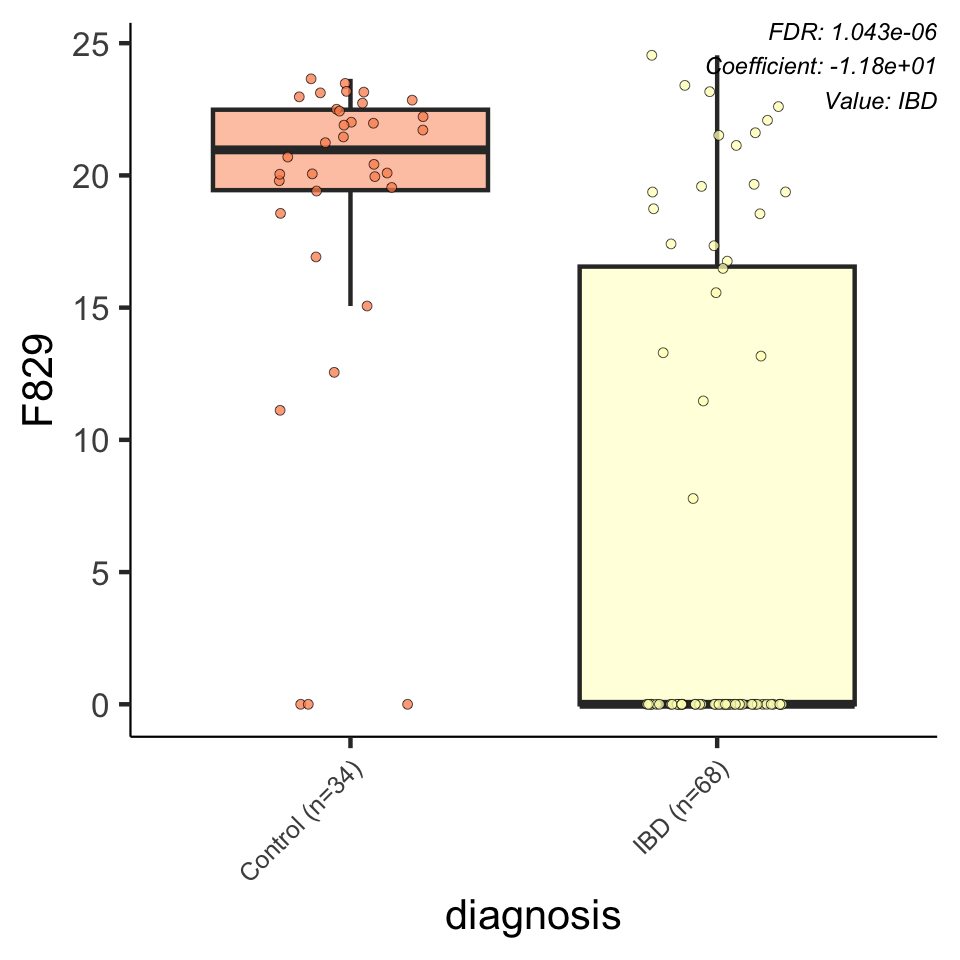 FDR: 1.043e-06
Coefficient: -1.18e+01
Value: IBD
25
20
15
10
5
0
F829
Control (n=34)
IBD (n=68)
diagnosis